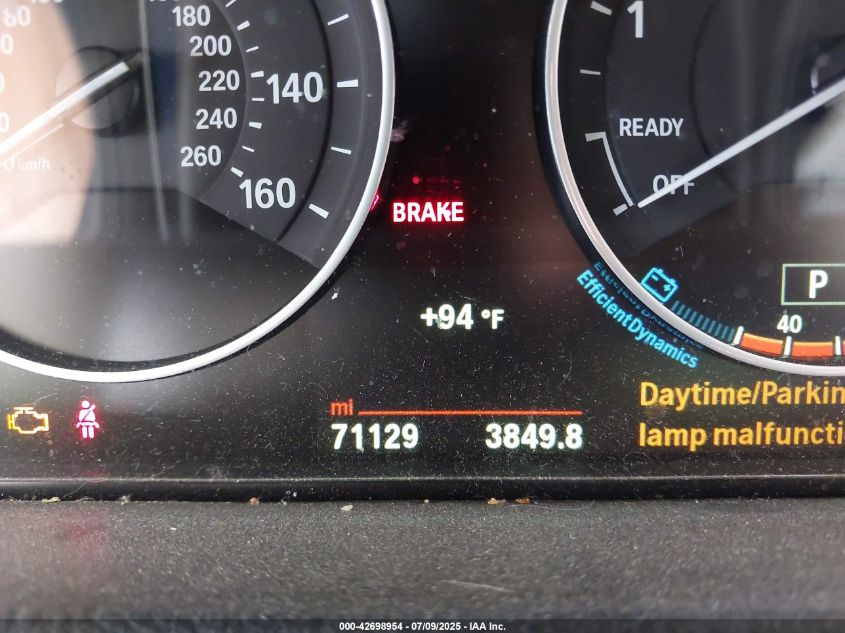 80
180
200
220
240
260
km/h
140
160
BRAKE
+94 °F
mi
71129
3849.8
1
READY
OFF
P
EfficientDynamics
40
Daytime/Parkin
lamp malfuncti
000-42698954 - 07/09/2025 - IAA Inc.